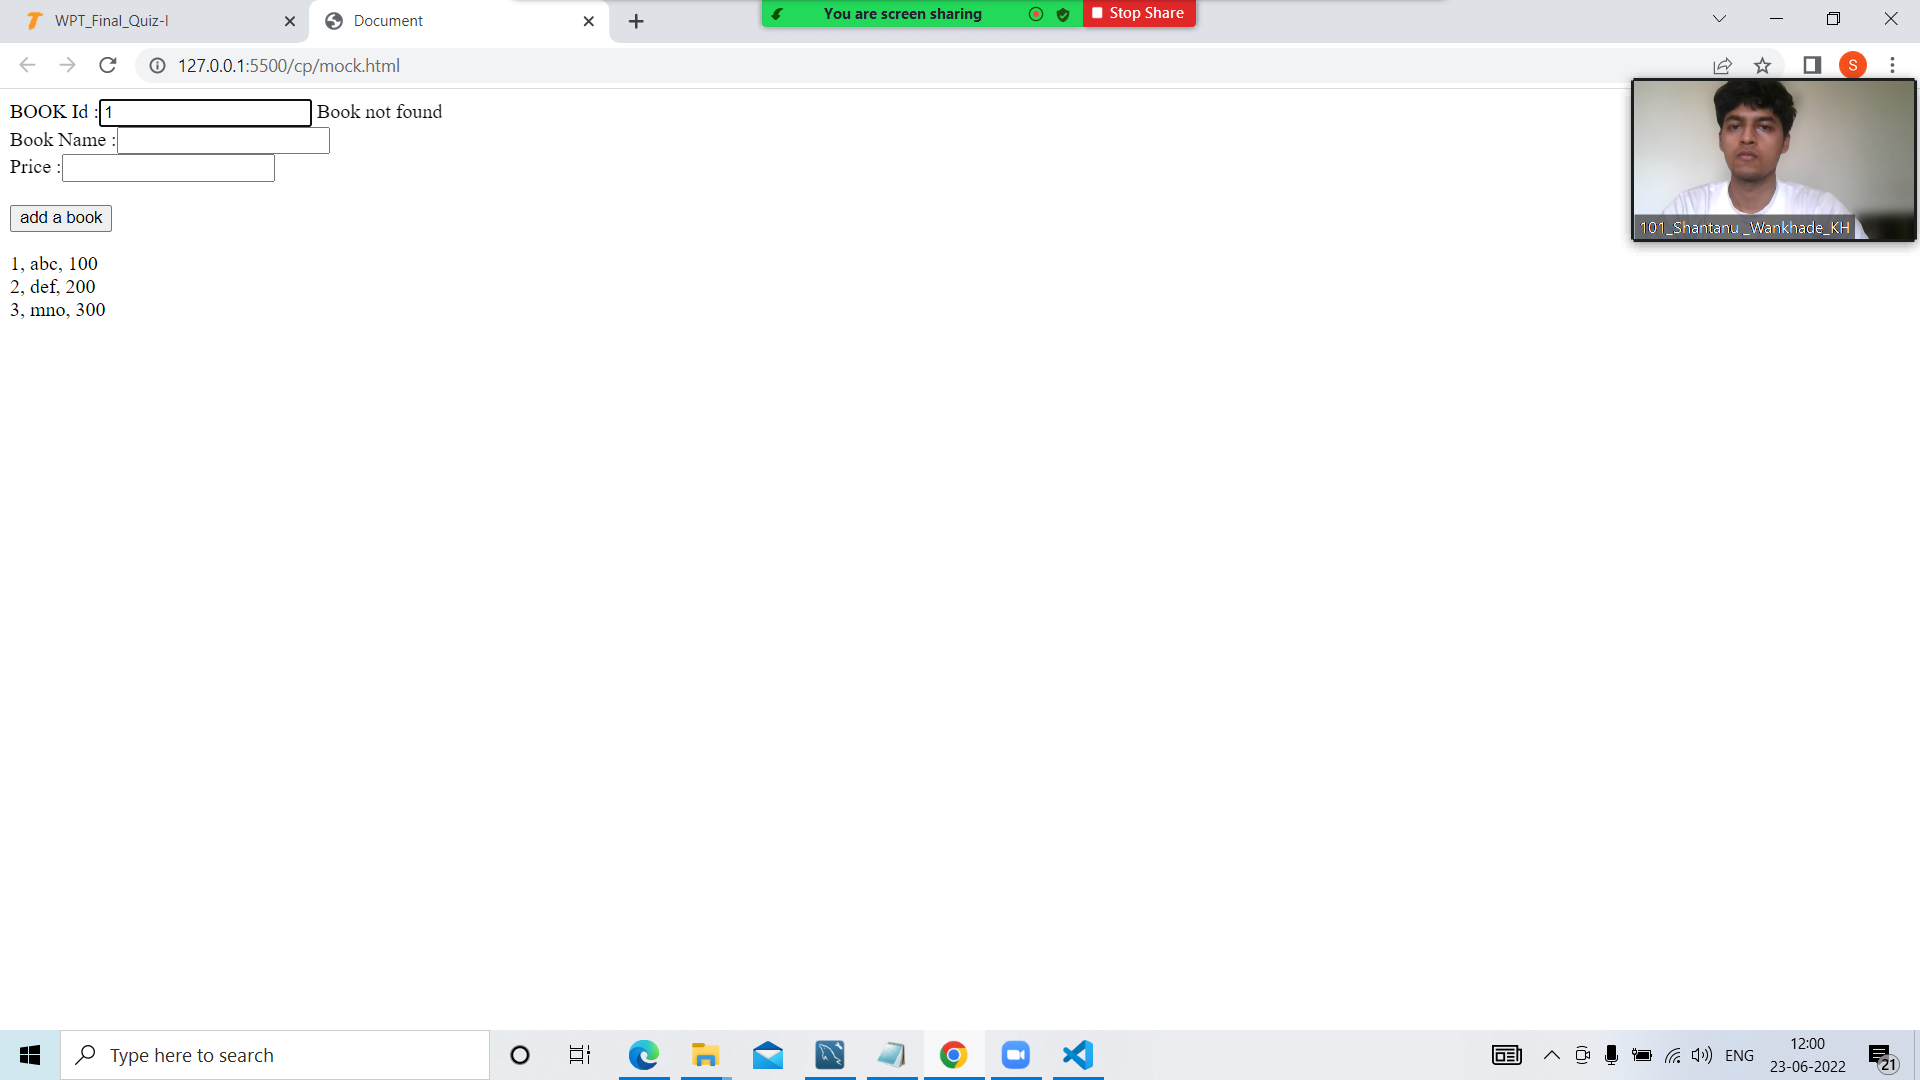 WPT_Final_Quiz-I
Document
You are screen sharing
Stop Share
127.0.0.1:5500/cp/mock.html
S
BOOK Id : 1 Book not found
Book Name :
Price :
add a book
1, abc, 100
2, def, 200
3, mno, 300
101_Shantanu _Wankhade_KH
Type here to search
ENG
12:00
23-06-2022
21